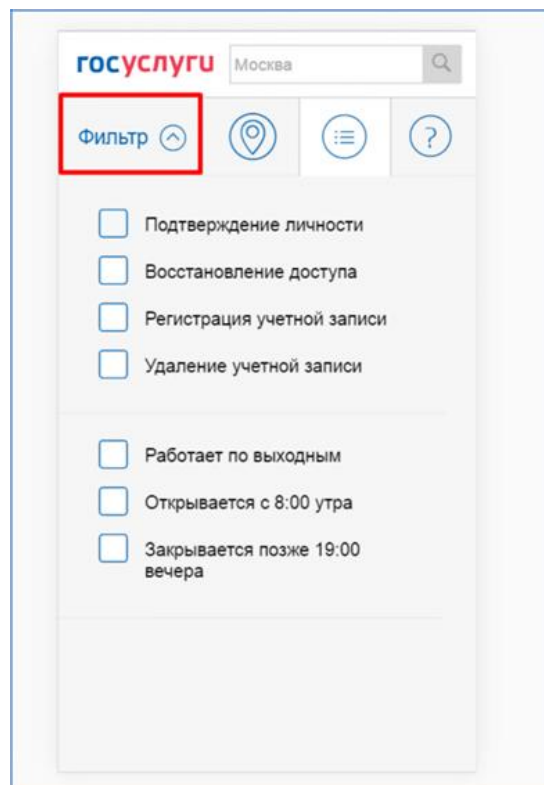 госуслуги Москва
Фильтр ?
Подтверждение личности
Восстановление доступа
Регистрация учетной записи
Удаление учетной записи
Работает по выходным
Открывается с 8:00 утра
Закрывается позже 19:00
вечера